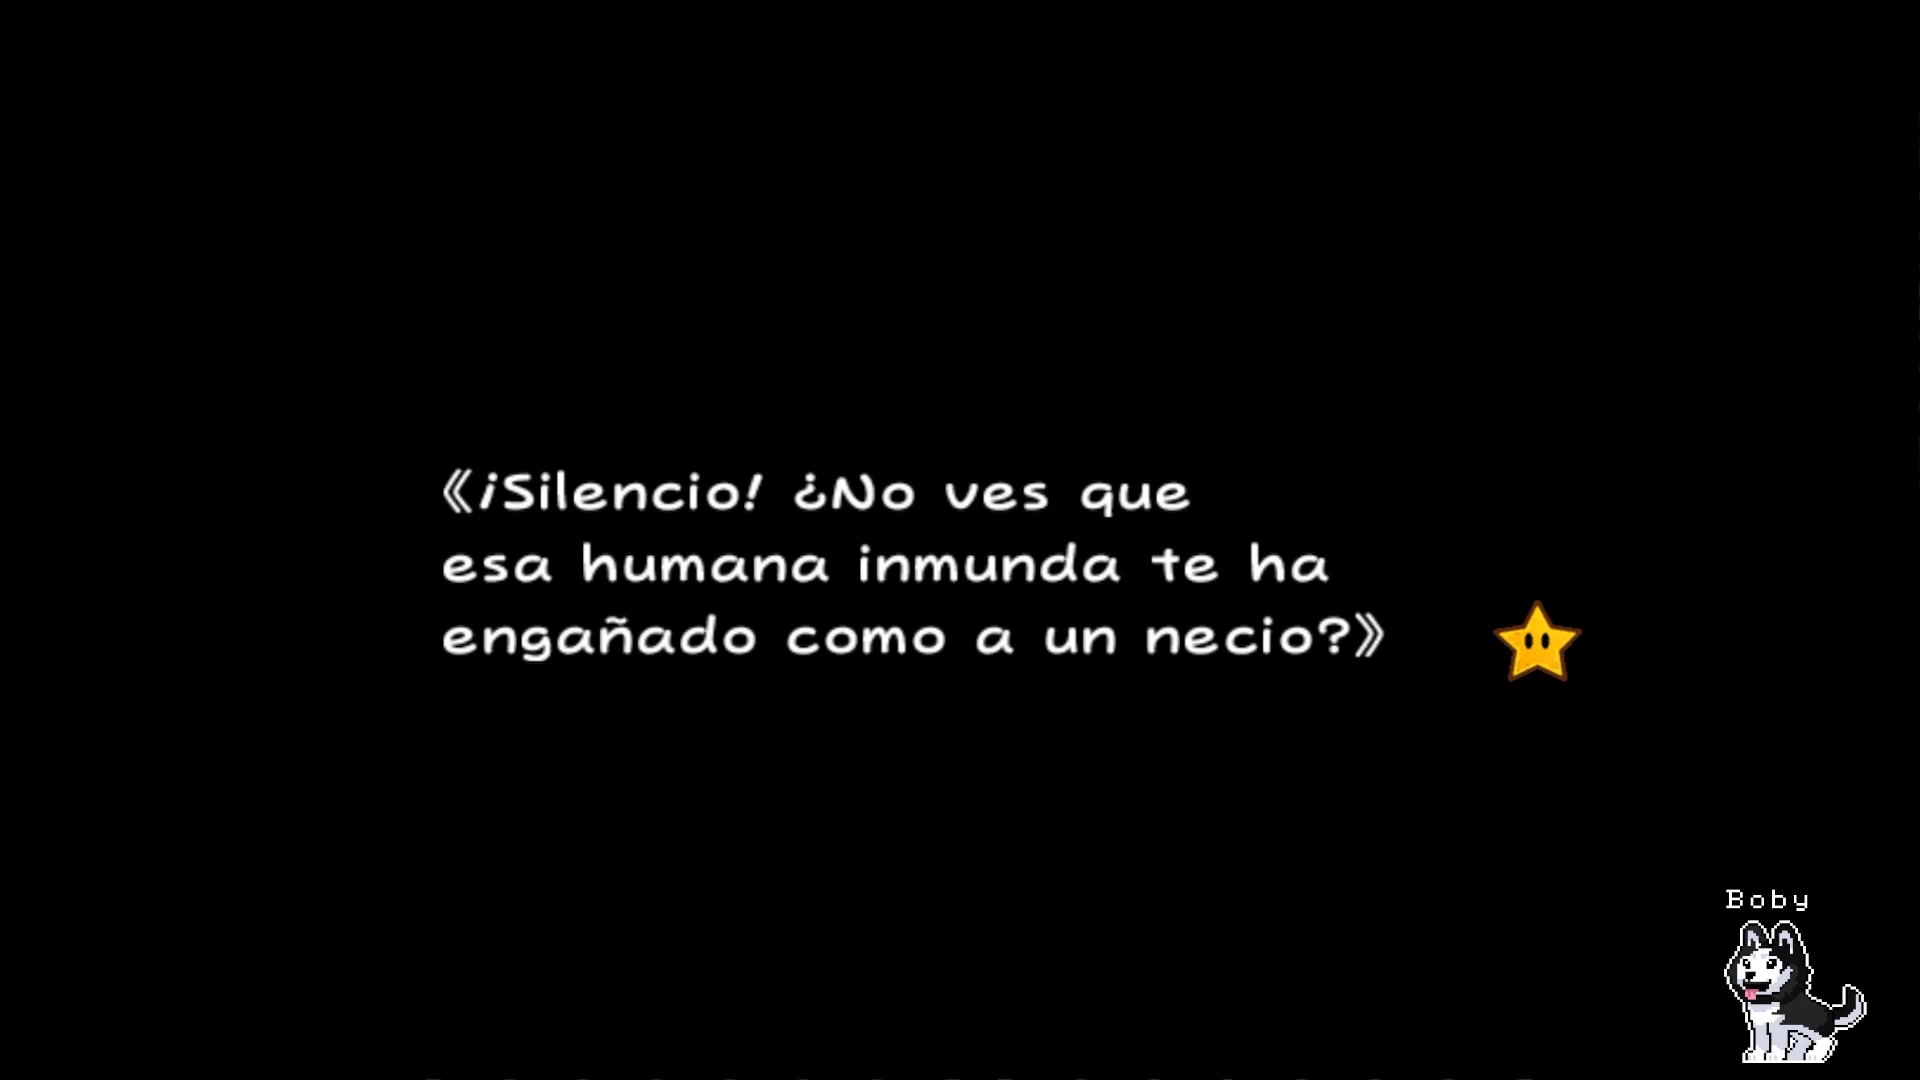 《¡Silencio! ¿No ves que
esa humana inmunda te ha
engañado como a un necio?》
Boby